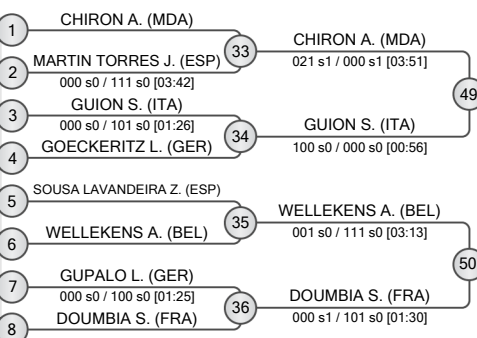 1
CHIRON A. (MDA)
2
MARTIN TORRES J. (ESP)
000 s0 / 111 s0 [03:42]
33
CHIRON A. (MDA)
021 s1 / 000 s1 [03:51]
3
GUION S. (ITA)
000 s0 / 101 s0 [01:26]
4
GOECKERITZ L. (GER)
34
GUION S. (ITA)
100 s0 / 000 s0 [00:56]
49
5
SOUSA LAVANDEIRA Z. (ESP)
6
WELLEKENS A. (BEL)
35
WELLEKENS A. (BEL)
001 s0 / 111 s0 [03:13]
7
GUPALO L. (GER)
000 s0 / 100 s0 [01:25]
8
DOUMBIA S. (FRA)
36
DOUMBIA S. (FRA)
000 s1 / 101 s0 [01:30]
50